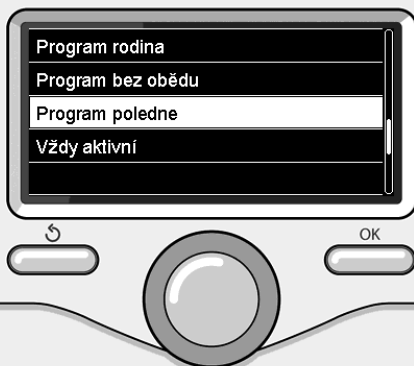 Program rodina
Program bez obědu
Program poledne
Vždy aktivní
OK